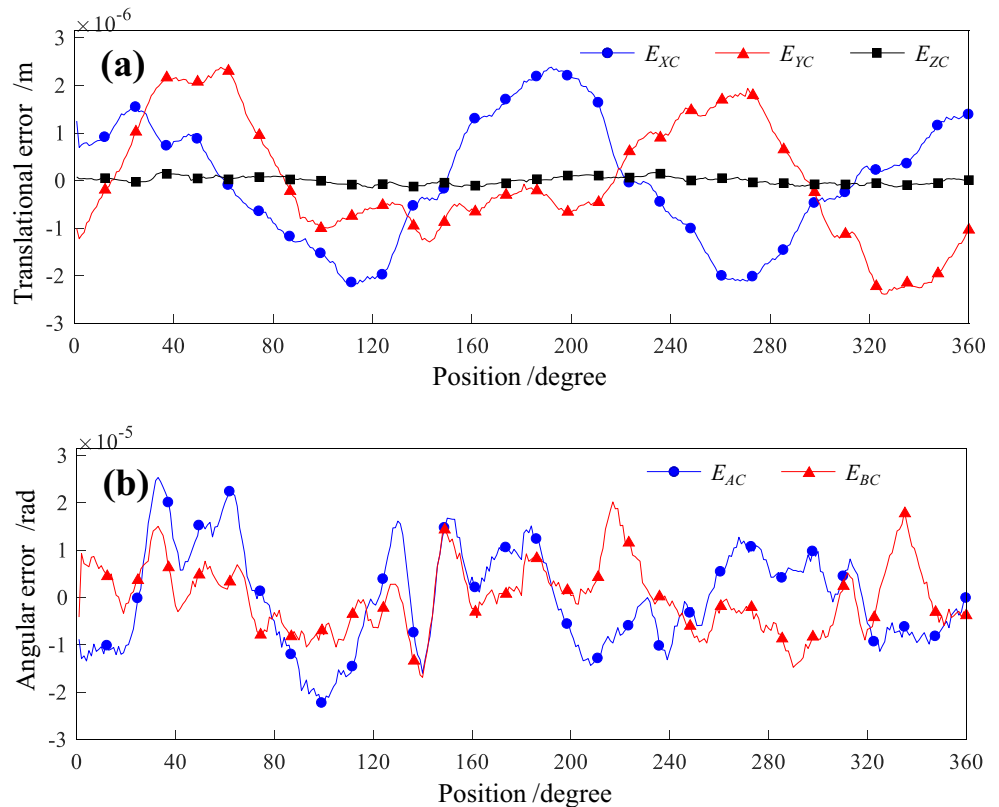 ×10⁻⁶
(a)
E_XC E_YC E_ZC
Translational error /m
3
2
1
0
-1
-2
-3
0 40 80 120 160 200 240 280 320 360
Position /degree
×10⁻⁵
(b)
E_AC E_BC
Angular error /rad
3
2
1
0
-1
-2
-3
0 40 80 120 160 200 240 280 320 360
Position /degree